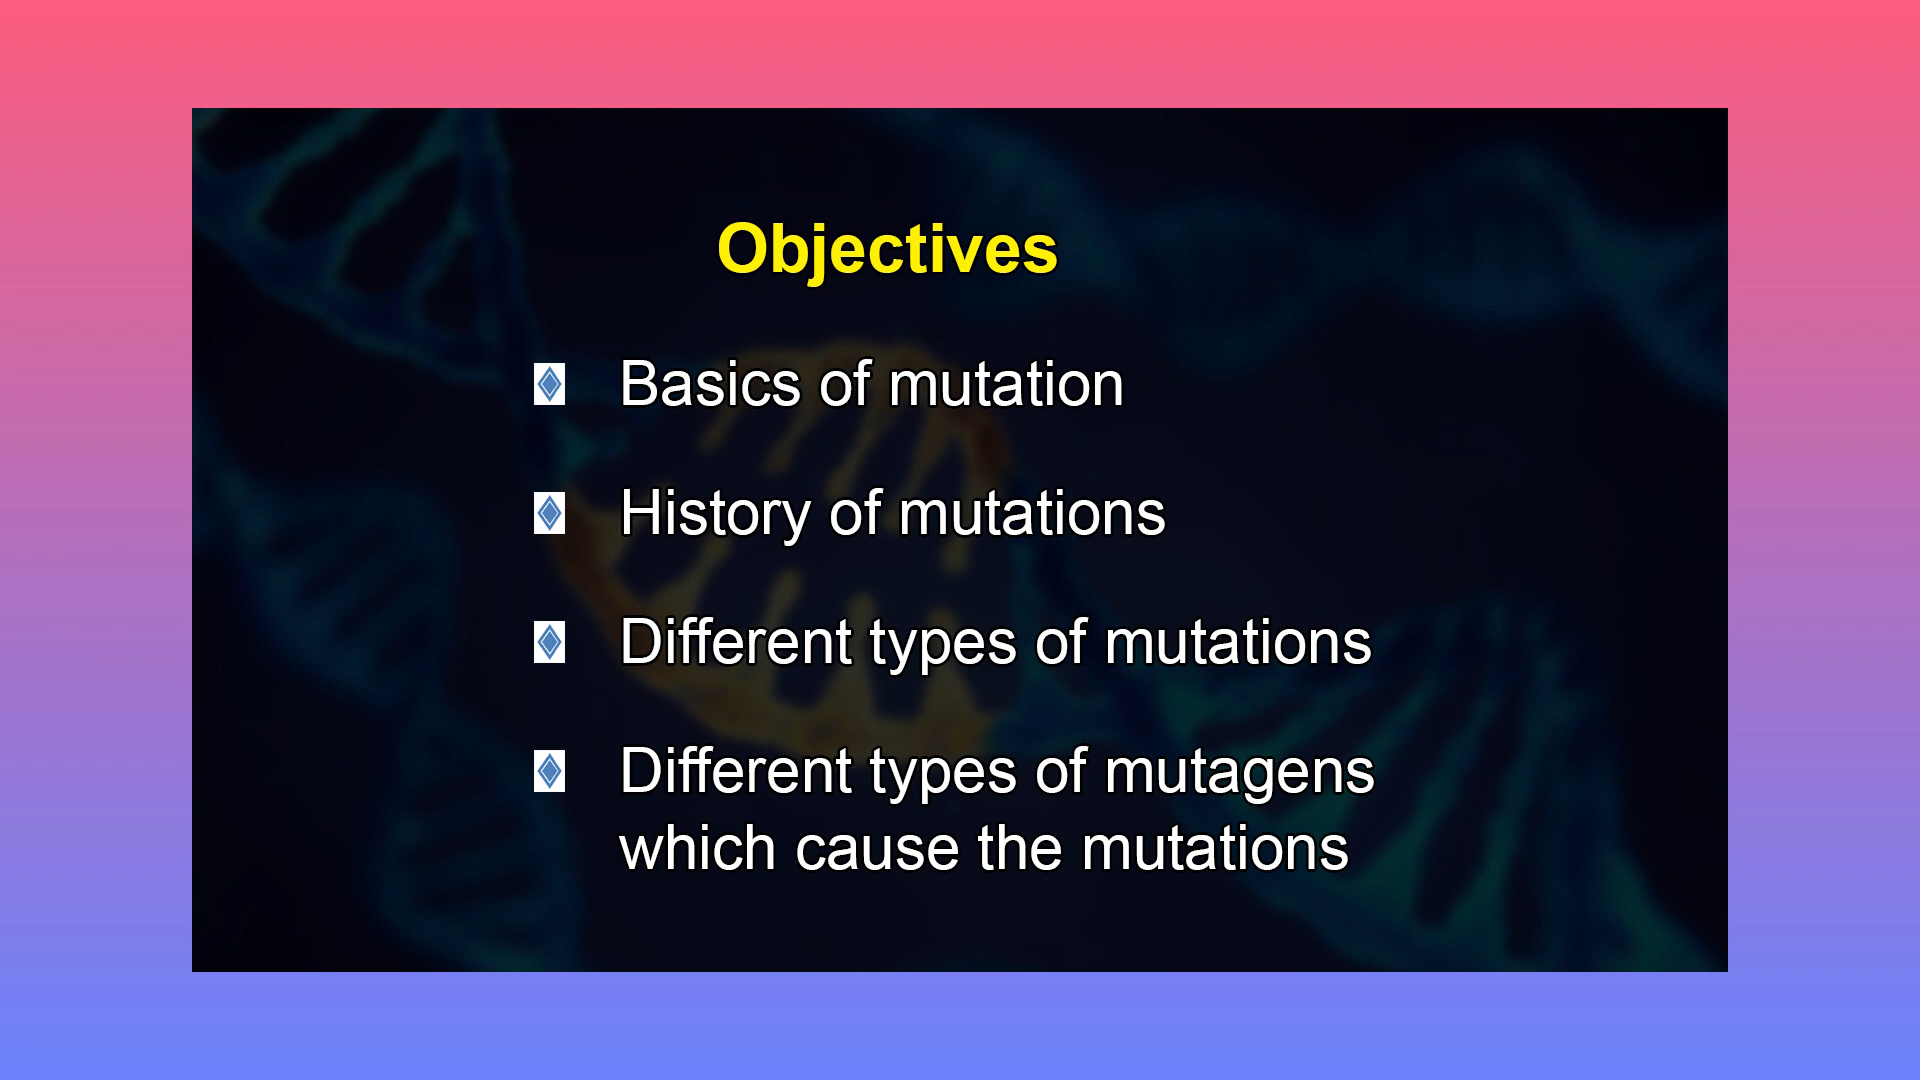 Objectives
Basics of mutation
History of mutations
Different types of mutations
Different types of mutagens
which cause the mutations